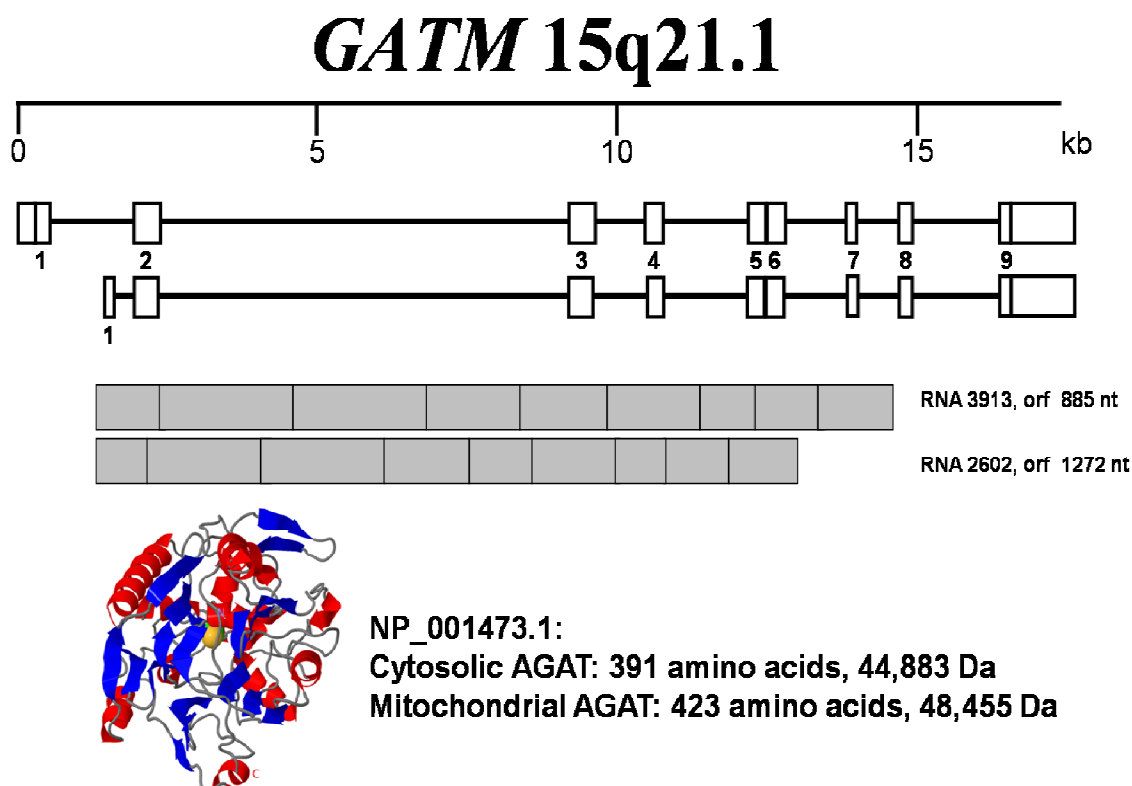 GATM 15q21.1
0 5 10 15 kb
1 2 3 4 5 6 7 8 9
1
RNA 3913, orf 885 nt
RNA 2602, orf 1272 nt
NP_001473.1:
Cytosolic AGAT: 391 amino acids, 44,883 Da
Mitochondrial AGAT: 423 amino acids, 48,455 Da
C